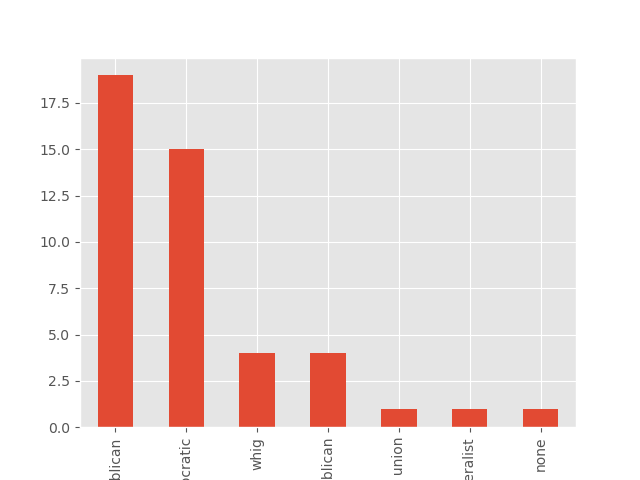 17.5
15.0
12.5
10.0
7.5
5.0
2.5
0.0
blican
ocratic
whig
blican
union
eralist
none